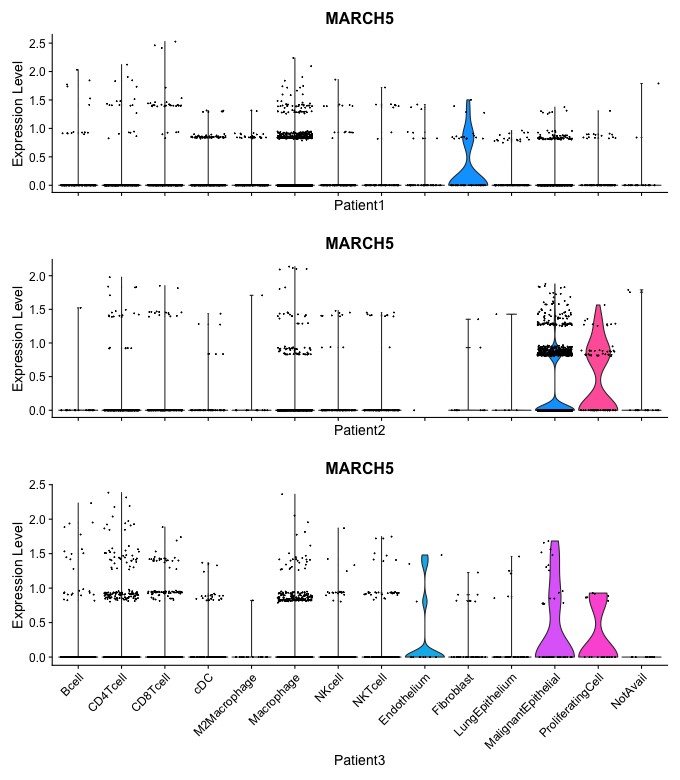 MARCH5
Expression Level
2.5
2.0
1.5
1.0
0.5
0.0
Patient1
MARCH5
Expression Level
2.0
1.5
1.0
0.5
0.0
Patient2
MARCH5
Expression Level
2.5
2.0
1.5
1.0
0.5
0.0
Bcell
CD4Tcell
CD8Tcell
cDC
M2Macrophage
Macrophage
NKcell
NKTcell
Endothelium
Fibroblast
LungEpithelium
MalignantEpithelial
ProliferatingCell
NotAvail
Patient3